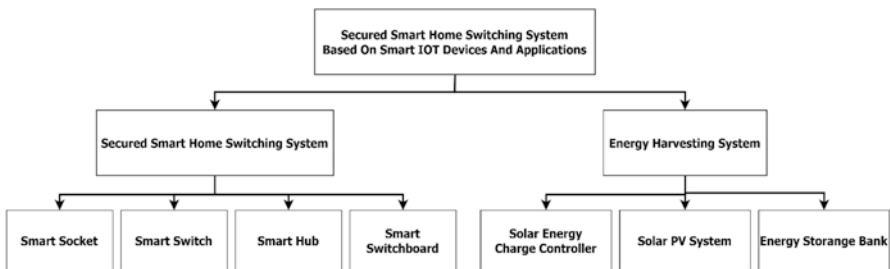 Secured Smart Home Switching System
Based On Smart IOT Devices And Applications
Secured Smart Home Switching System
Energy Harvesting System
Smart Socket
Smart Switch
Smart Hub
Smart
Switchboard
Solar Energy
Charge Controller
Solar PV System
Energy Storange Bank